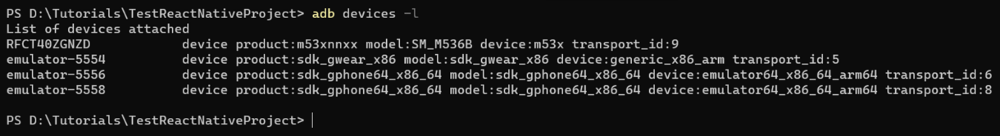 PS D:\Tutorials\TestReactNativeProject> adb devices -l
List of devices attached
RFCT40ZGNZD            device product:m53xnnxx model:SM_M536B device:m53x transport_id:9
emulator-5554          device product:sdk_gwear_x86 model:sdk_gwear_x86 device:generic_x86_arm transport_id:5
emulator-5556          device product:sdk_gphone64_x86_64 model:sdk_gphone64_x86_64 device:emulator64_x86_64_arm64 transport_id:6
emulator-5558          device product:sdk_gphone64_x86_64 model:sdk_gphone64_x86_64 device:emulator64_x86_64_arm64 transport_id:8
PS D:\Tutorials\TestReactNativeProject>